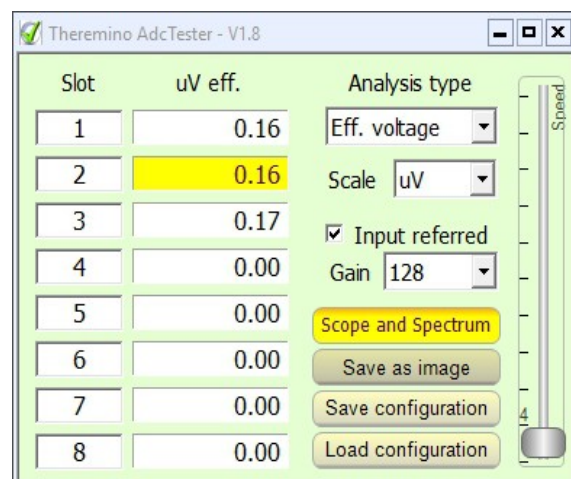 Theremino AdcTester - V1.8
Slot uV eff. Analysis type
1 0.16 Eff. voltage
2 0.16 Scale uV
3 0.17 Input referred
4 0.00 Gain 128
5 0.00 Scope and Spectrum
6 0.00 Save as image
7 0.00 Save configuration
8 0.00 Load configuration
Speed
4